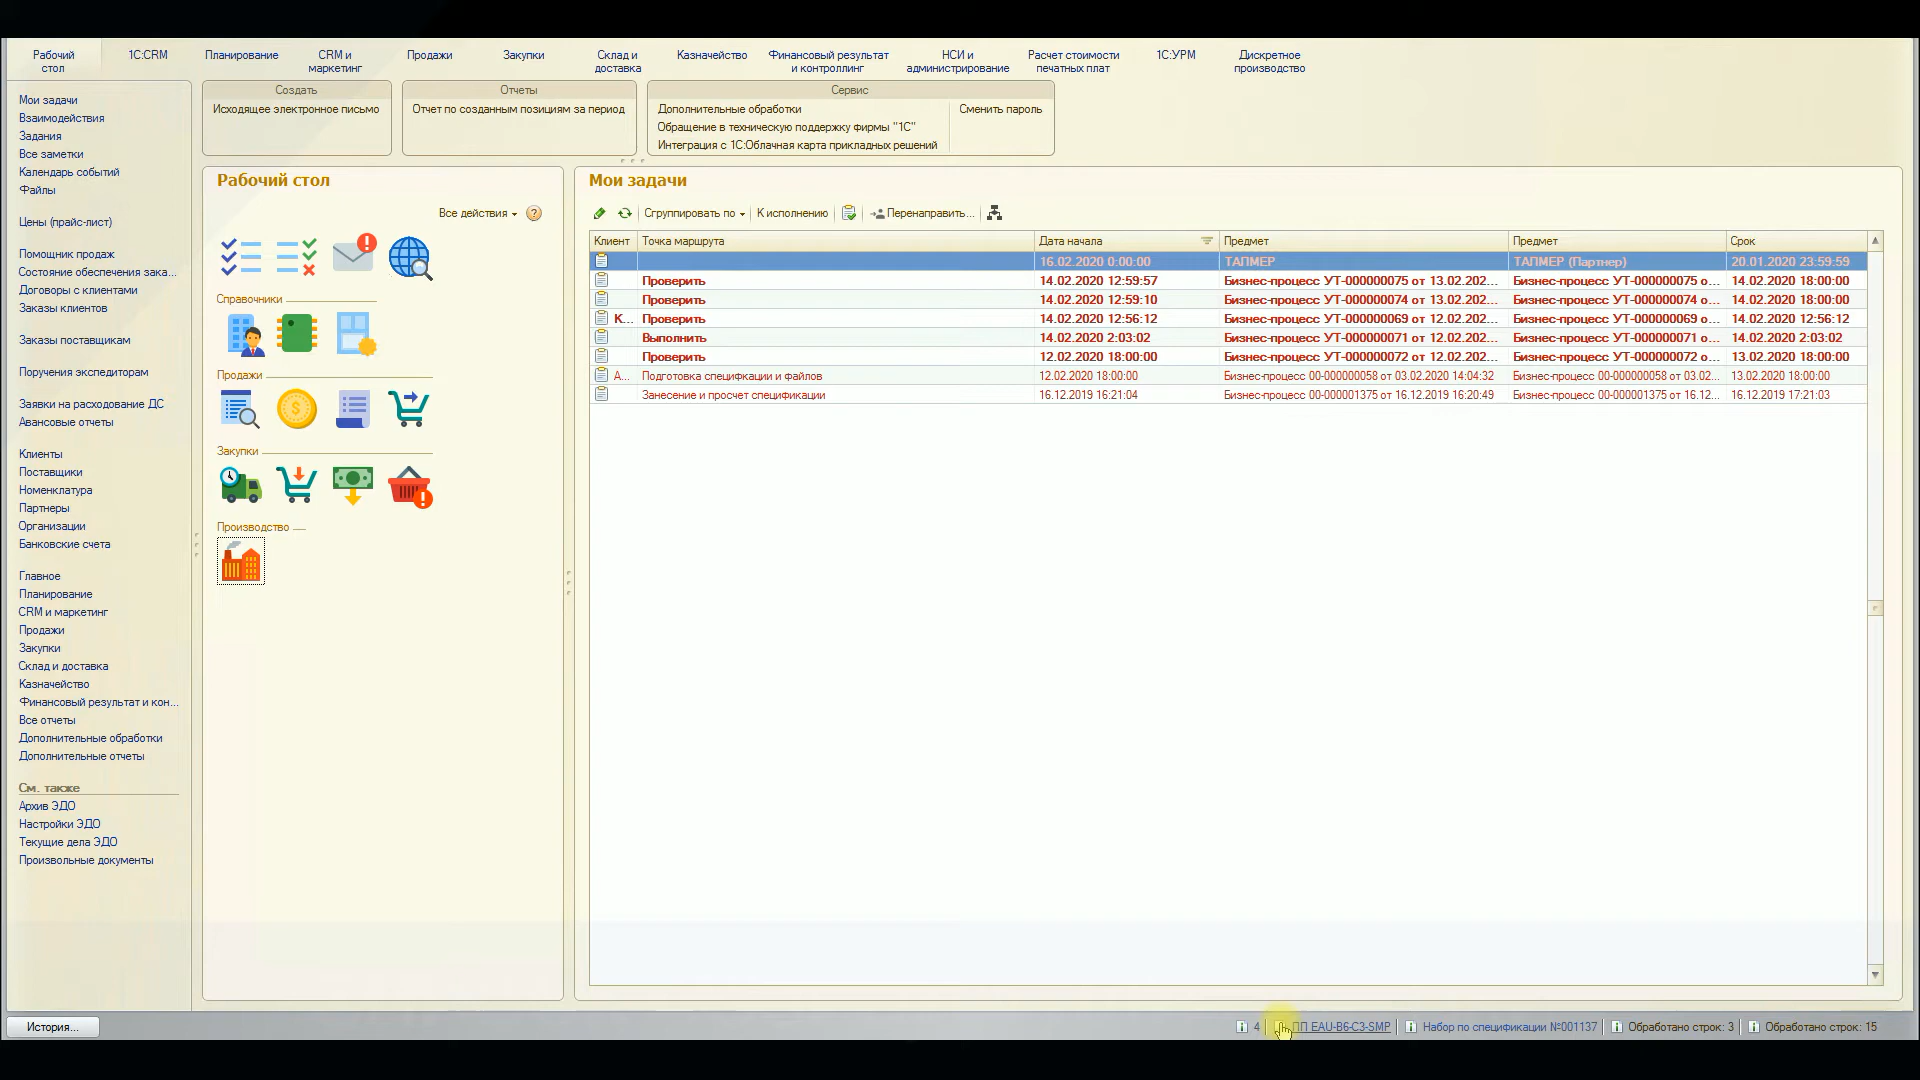 Рабочий стол
1С:CRM
Планирование
CRM и маркетинг
Продажи
Закупки
Склад и доставка
Казначейство
Финансовый результат и контроллинг
НСИ и администрирование
Расчет стоимости печатных плат
1С:УРМ
Дискретное производство
Мои задачи
Взаимодействия
Задания
Все заметки
Календарь событий
Файлы
Цены (прайс-лист)
Помощник продаж
Состояние обеспечения зака...
Договоры с клиентами
Заказы клиентов
Заказы поставщикам
Поручения экспедиторам
Заявки на расходование ДС
Авансовые отчеты
Клиенты
Поставщики
Номенклатура
Партнеры
Организации
Банковские счета
Главное
Планирование
CRM и маркетинг
Продажи
Закупки
Склад и доставка
Казначейство
Финансовый результат и кон...
Все отчеты
Дополнительные обработки
Дополнительные отчеты
См. также
Архив ЭДО
Настройки ЭДО
Текущие дела ЭДО
Произвольные документы
Создать
Исходящее электронное письмо
Отчеты
Отчет по созданным позициям за период
Сервис
Дополнительные обработки
Сменить пароль
Обращение в техническую поддержку фирмы "1С"
Интеграция с 1С:Облачная карта прикладных решений
Рабочий стол
Все действия
Справочники
Продажи
Закупки
Производство
Мои задачи
Сгруппировать по К исполнению Перенаправить...
Клиент Точка маршрута Дата начала Предмет Предмет Срок
16.02.2020 0:00:00 ТАПМЕР ТАПМЕР (Партнер) 20.01.2020 23:59:59
Проверить 14.02.2020 12:59:57 Бизнес-процесс УТ-000000075 от 13.02.202... Бизнес-процесс УТ-000000075 о... 14.02.2020 18:00:00
Проверить 14.02.2020 12:59:10 Бизнес-процесс УТ-000000074 от 13.02.202... Бизнес-процесс УТ-000000074 о... 14.02.2020 18:00:00
К... Проверить 14.02.2020 12:56:12 Бизнес-процесс УТ-000000069 от 12.02.202... Бизнес-процесс УТ-000000069 о... 14.02.2020 12:56:12
Выполнить 14.02.2020 2:03:02 Бизнес-процесс УТ-000000071 от 12.02.202... Бизнес-процесс УТ-000000071 о... 14.02.2020 2:03:02
Проверить 12.02.2020 18:00:00 Бизнес-процесс УТ-000000072 от 12.02.202... Бизнес-процесс УТ-000000072 о... 13.02.2020 18:00:00
А... Подготовка специфкации и файлов 12.02.2020 18:00:00 Бизнес-процесс 00-000000058 от 03.02.2020 14:04:32 Бизнес-процесс 00-000000058 от 03.02... 13.02.2020 18:00:00
Занесение и просчет спецификации 16.12.2019 16:21:04 Бизнес-процесс 00-000001375 от 16.12.2019 16:20:49 Бизнес-процесс 00-000001375 от 16.12... 16.12.2019 17:21:03
История...
4 ПП EAU-B6-C3-SMP Набор по спецификации №001137 Обработано строк: 3 Обработано строк: 15